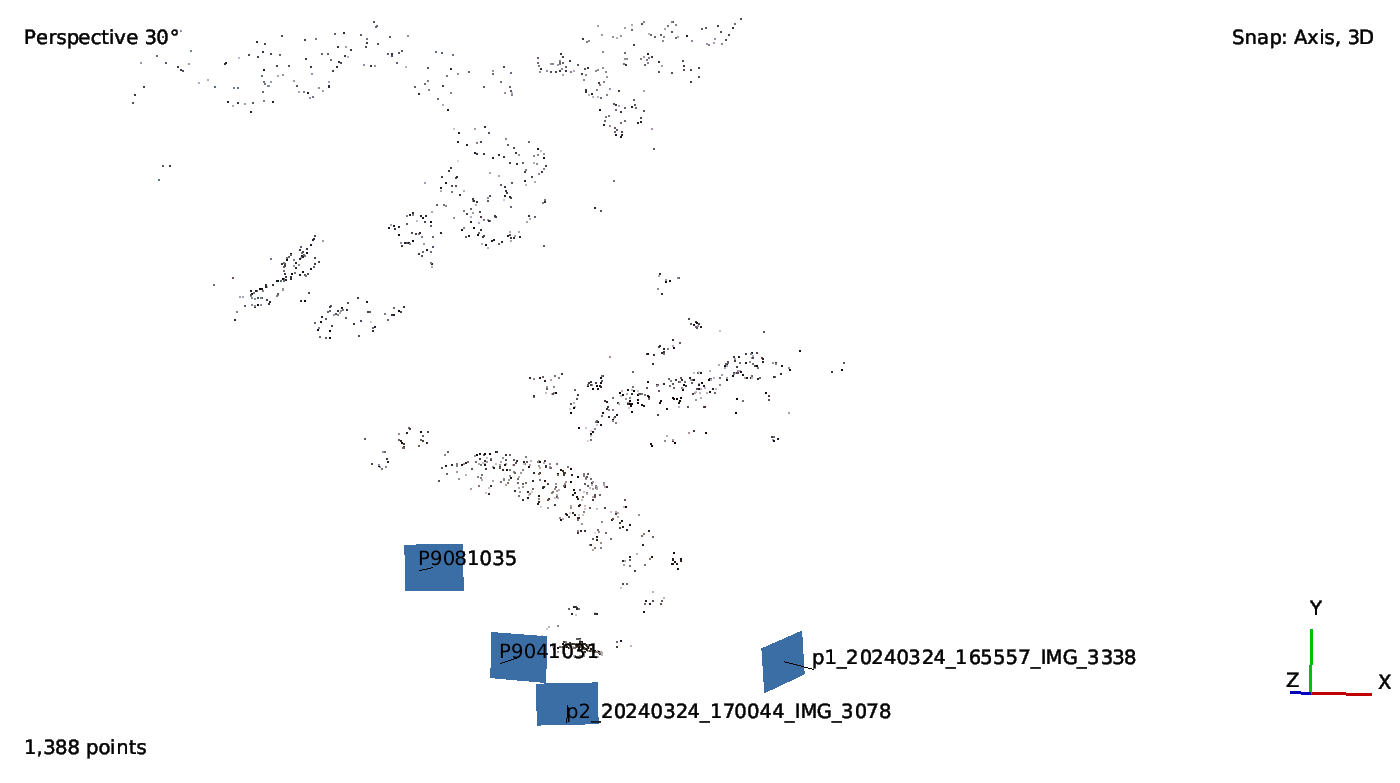 Perspective 30°
Snap: Axis, 3D
P9081035
P9041031
p1_20240324_165557_IMG_3338
p2_20240324_170044_IMG_3078
Y
Z
X
1,388 points